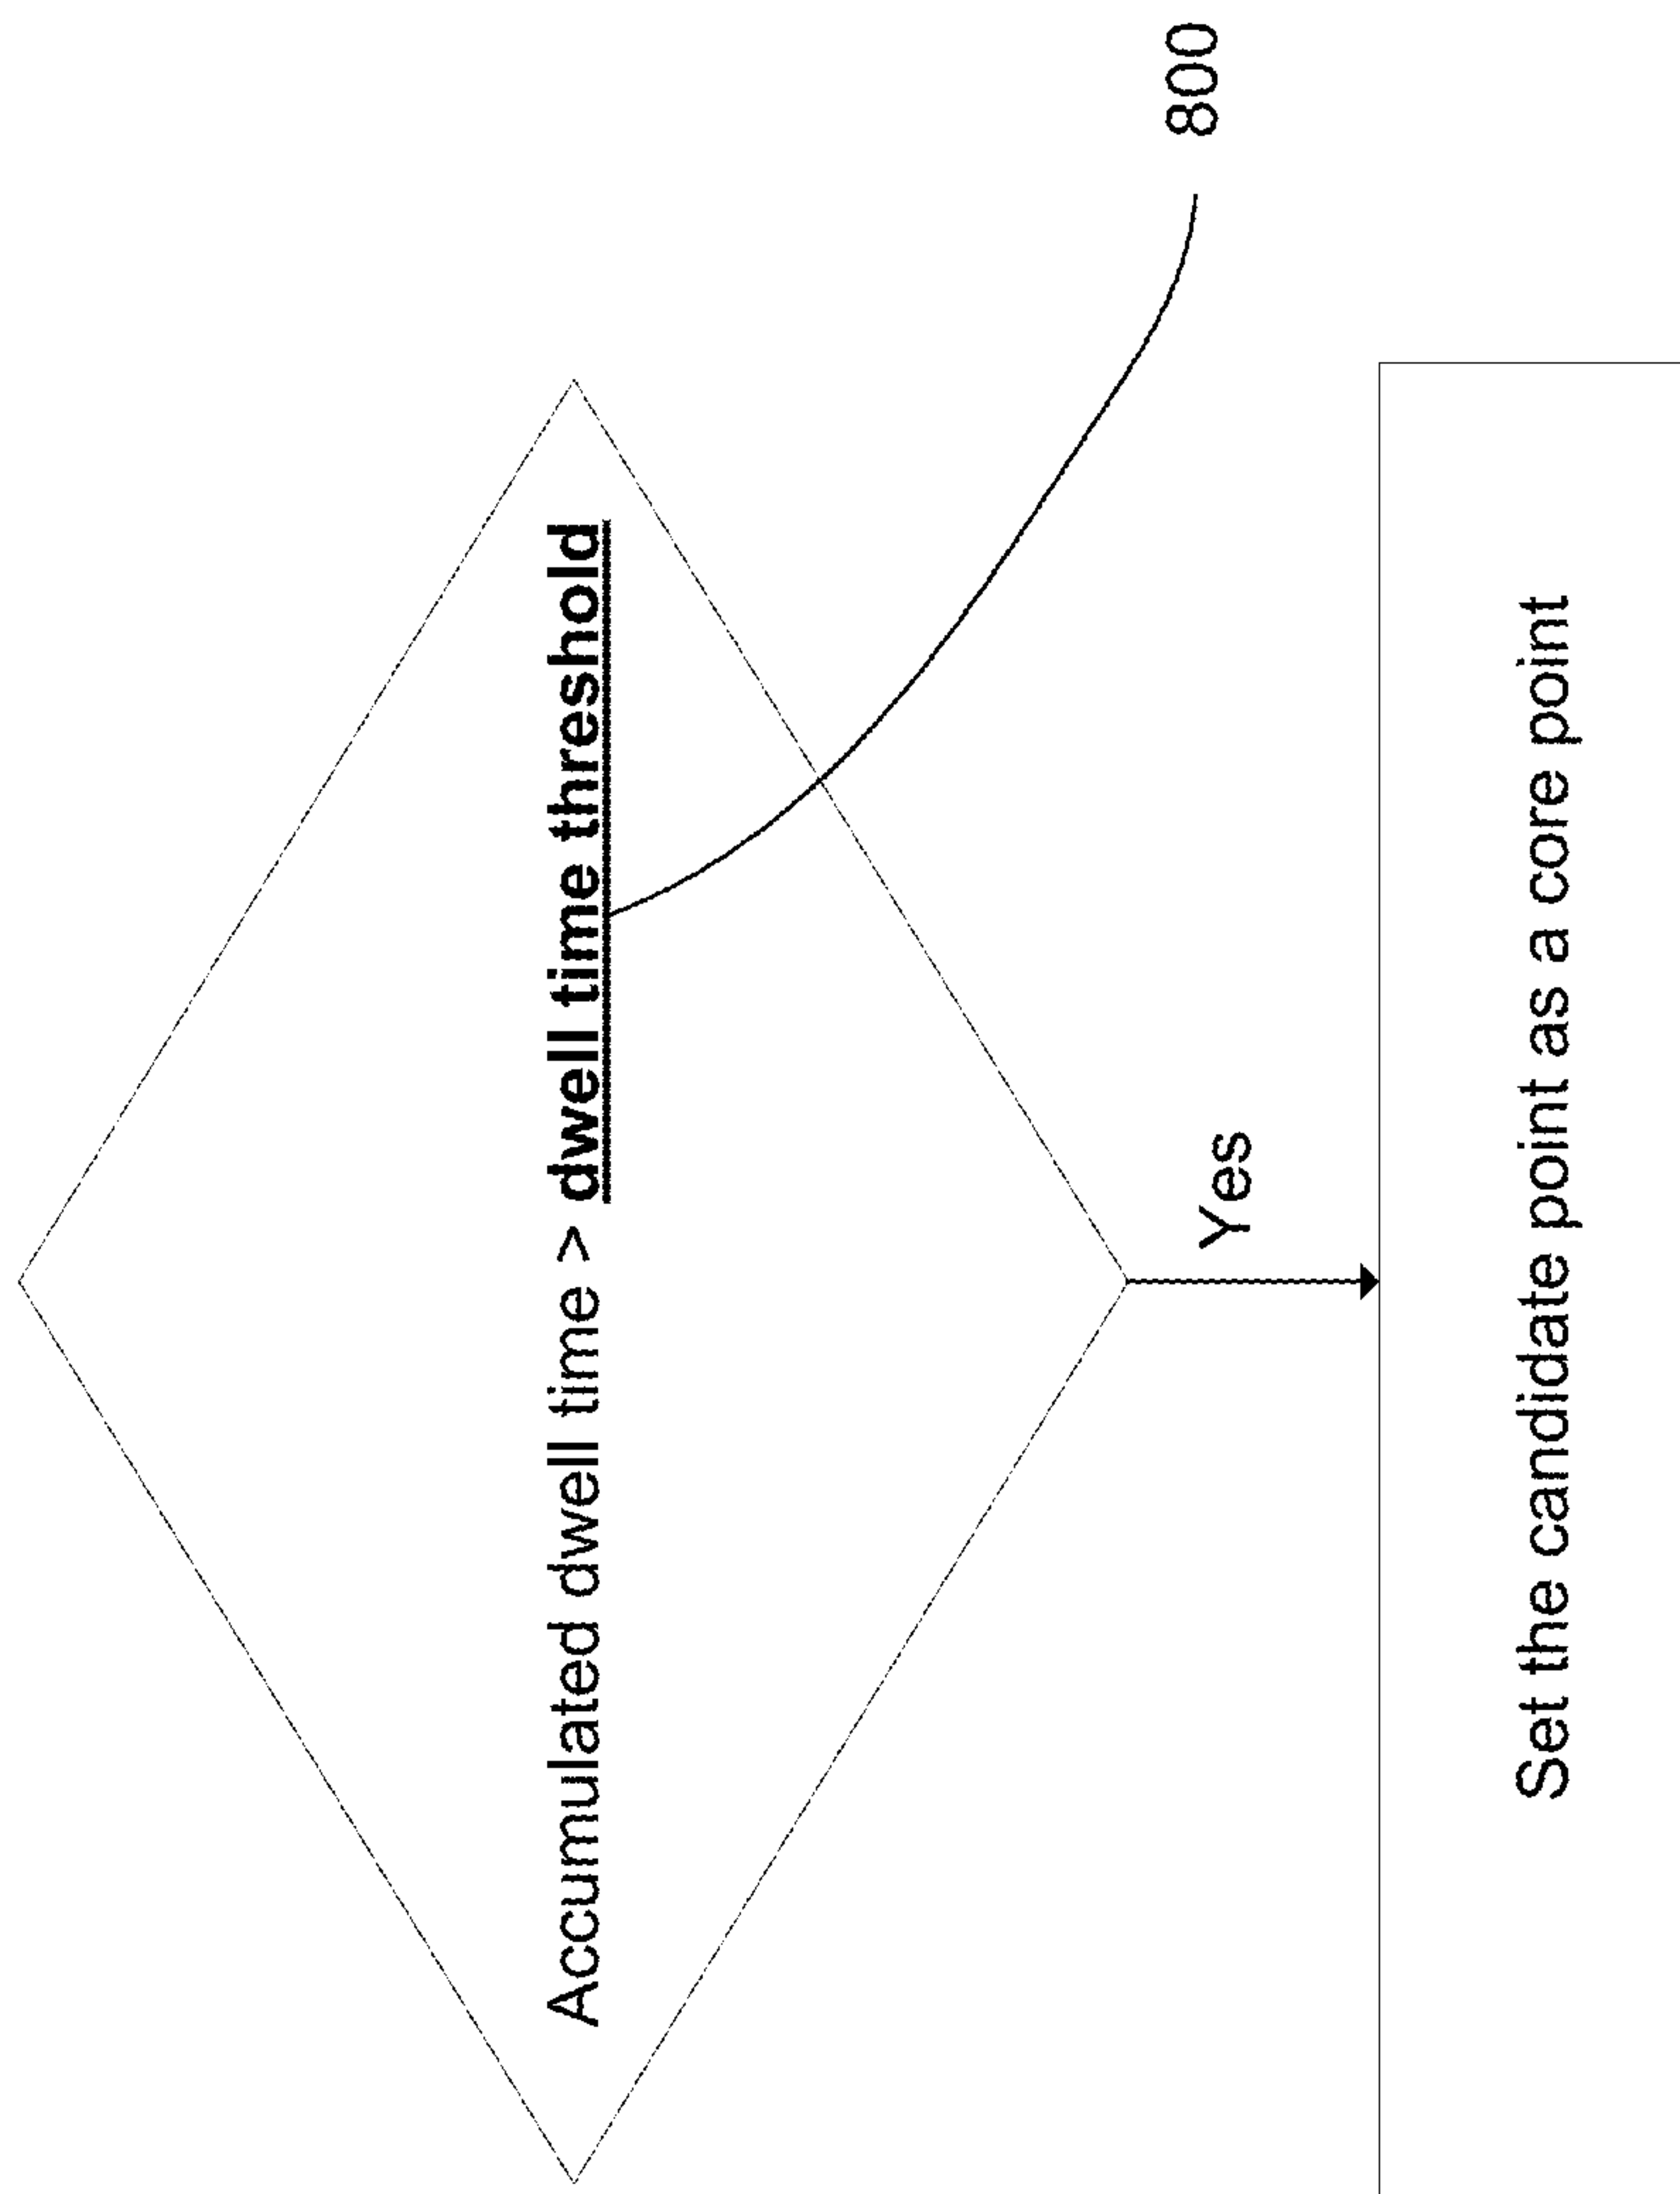 Accumulated dwell time > dwell time threshold
800
Yes
Set the candidate point as a core point